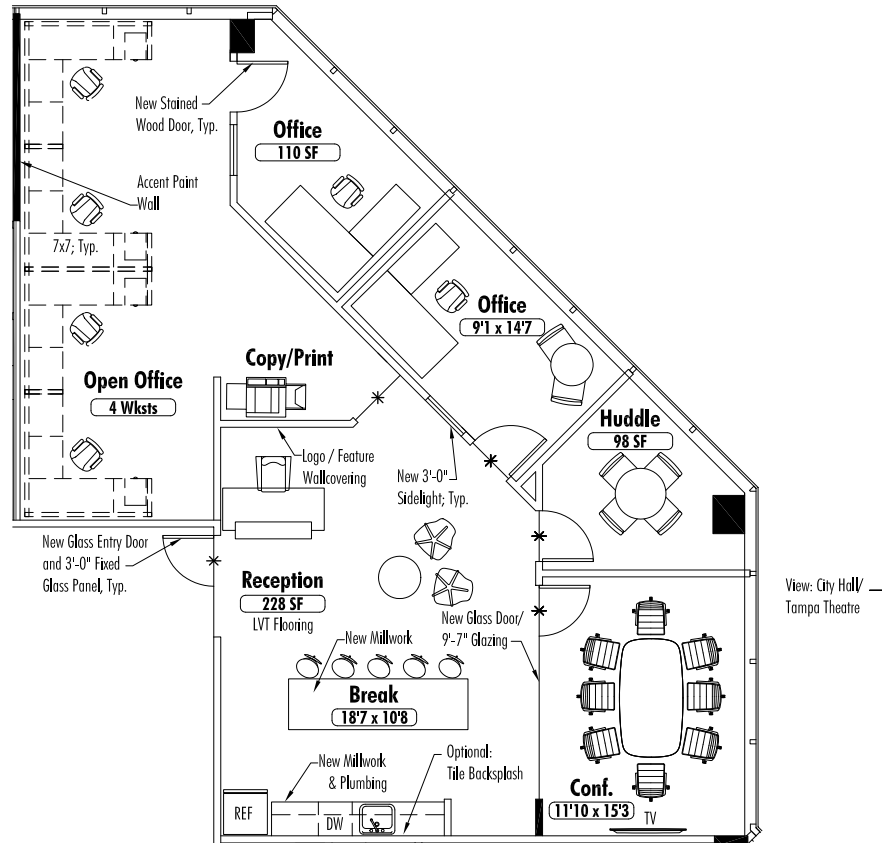 New Stained
Wood Door, Typ.
Office
110 SF
Accent Paint
Wall
7x7; Typ.
Office
9'1 x 14'7
Copy/Print
Open Office
4 Wksts
Huddle
98 SF
Logo / Feature
Wallcovering
New 3'-0"
Sidelight; Typ.
New Glass Entry Door
and 3'-0" Fixed
Glass Panel, Typ.
Reception
228 SF
LVT Flooring
View: City Hall/
Tampa Theatre
New Glass Door/
9'-7" Glazing
New Millwork
Break
18'7 x 10'8
New Millwork
& Plumbing
Optional:
Tile Backsplash
Conf.
11'10 x 15'3
TV
REF
DW